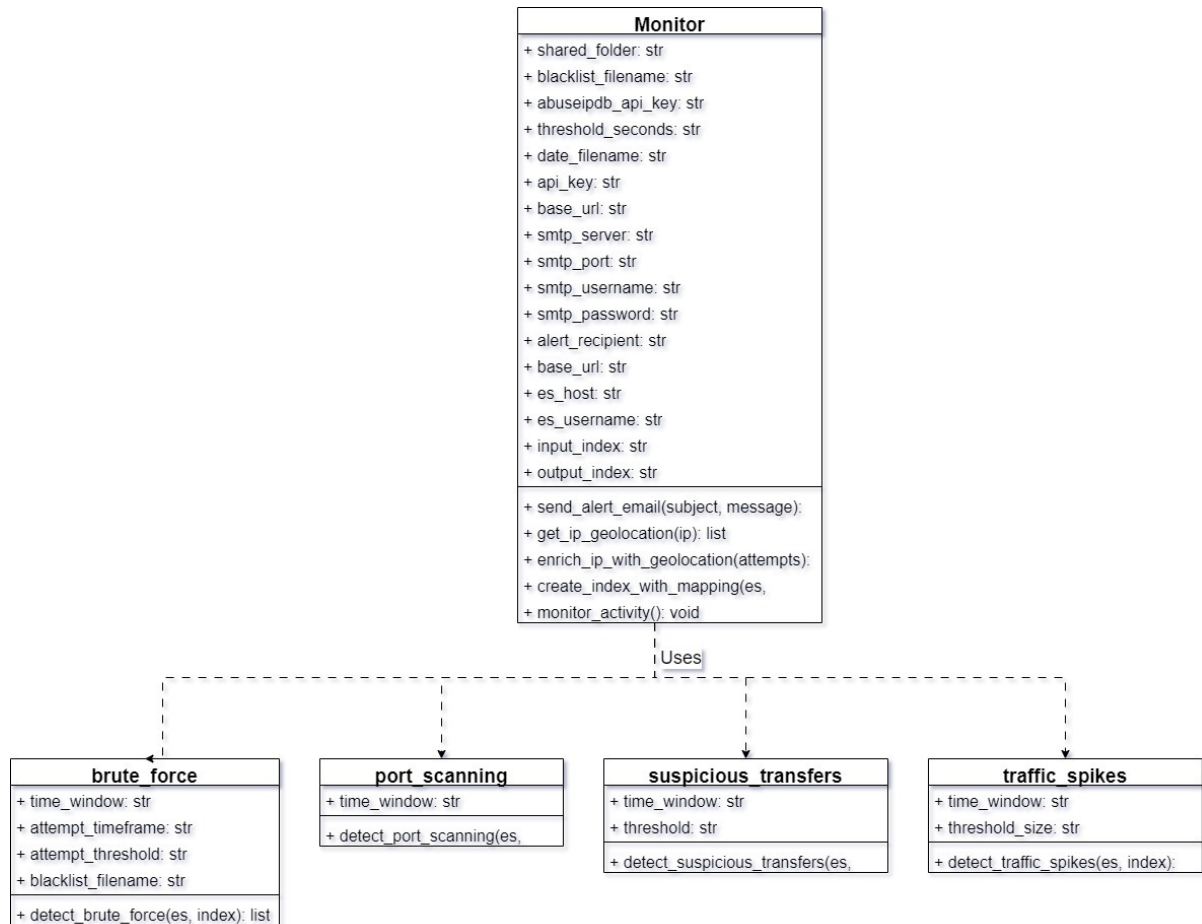 Monitor
+ shared_folder: str
+ blacklist_filename: str
+ abuseipdb_api_key: str
+ threshold_seconds: str
+ date_filename: str
+ api_key: str
+ base_url: str
+ smtp_server: str
+ smtp_port: str
+ smtp_username: str
+ smtp_password: str
+ alert_recipient: str
+ base_url: str
+ es_host: str
+ es_username: str
+ input_index: str
+ output_index: str
+ send_alert_email(subject, message):
+ get_ip_geolocation(ip): list
+ enrich_ip_with_geolocation(attempts):
+ create_index_with_mapping(es,
+ monitor_activity(): void
Uses
brute_force
+ time_window: str
+ attempt_timeframe: str
+ attempt_threshold: str
+ blacklist_filename: str
+ detect_brute_force(es, index): list
port_scanning
+ time_window: str
+ detect_port_scanning(es,
suspicious_transfers
+ time_window: str
+ threshold: str
+ detect_suspicious_transfers(es,
traffic_spikes
+ time_window: str
+ threshold_size: str
+ detect_traffic_spikes(es, index):